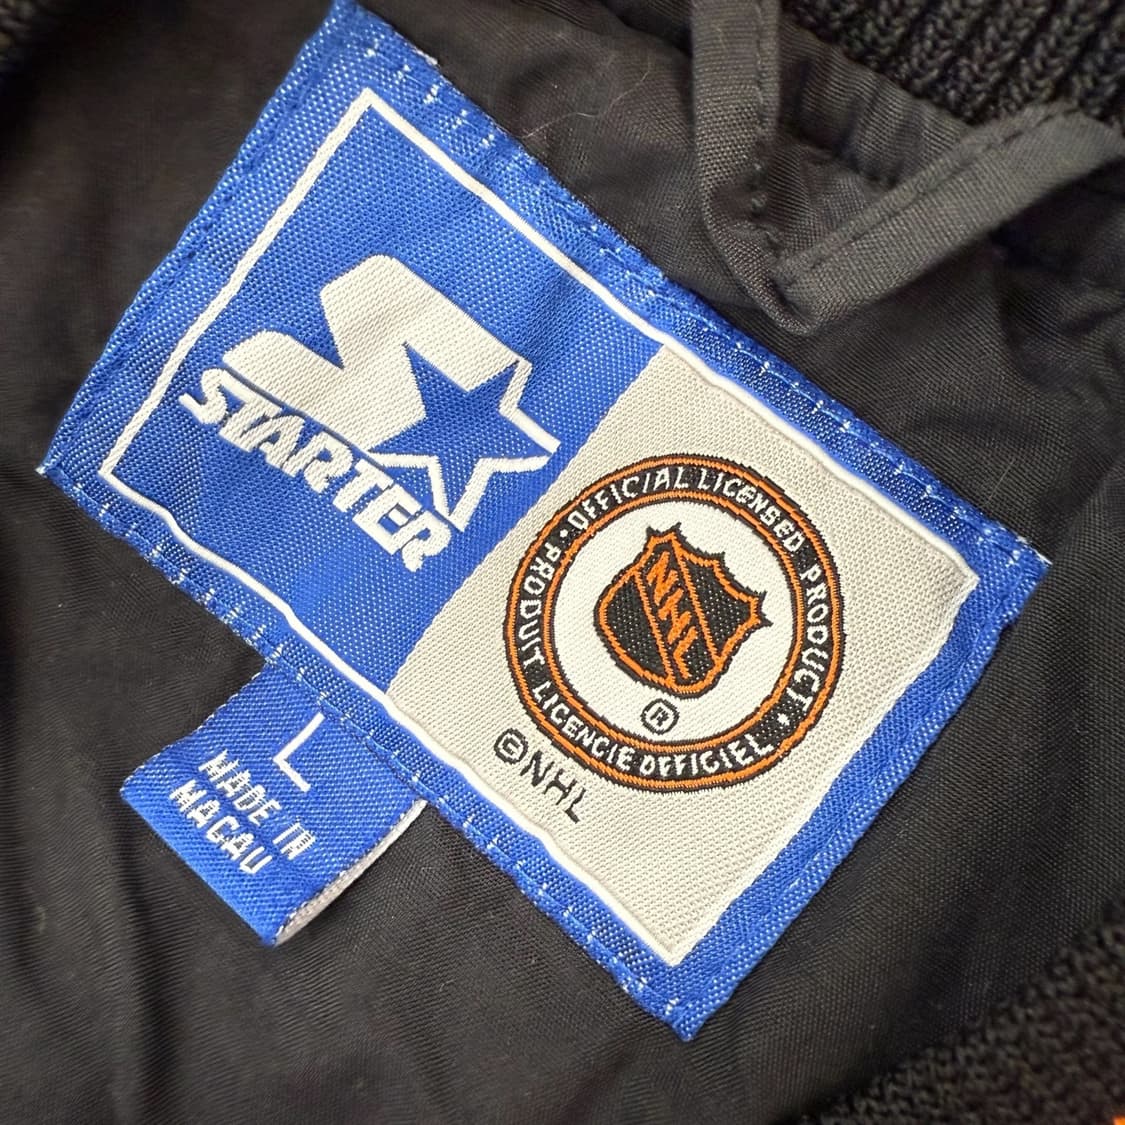 STARTER
OFFICIAL LICENSED PRODUCT •
PRODUIT LICENCIE OFFICIEL •
NHL
®
©NHL
L
MADE IN
MACAU